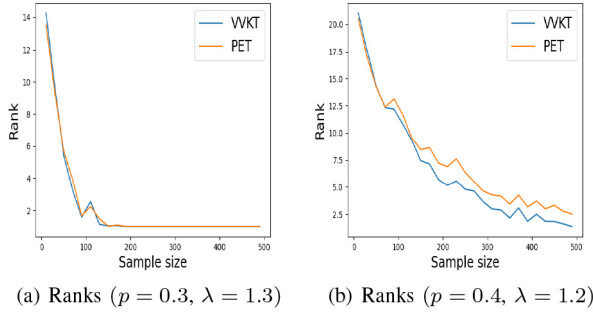 14
12
10
8
6
4
2
Rank
0 100 200 300 400 500
Sample size
VVKT
PET
(a) Ranks (p = 0.3, λ = 1.3)
20.0
17.5
15.0
12.5
10.0
7.5
5.0
2.5
Rank
0 100 200 300 400 500
Sample size
VVKT
PET
(b) Ranks (p = 0.4, λ = 1.2)